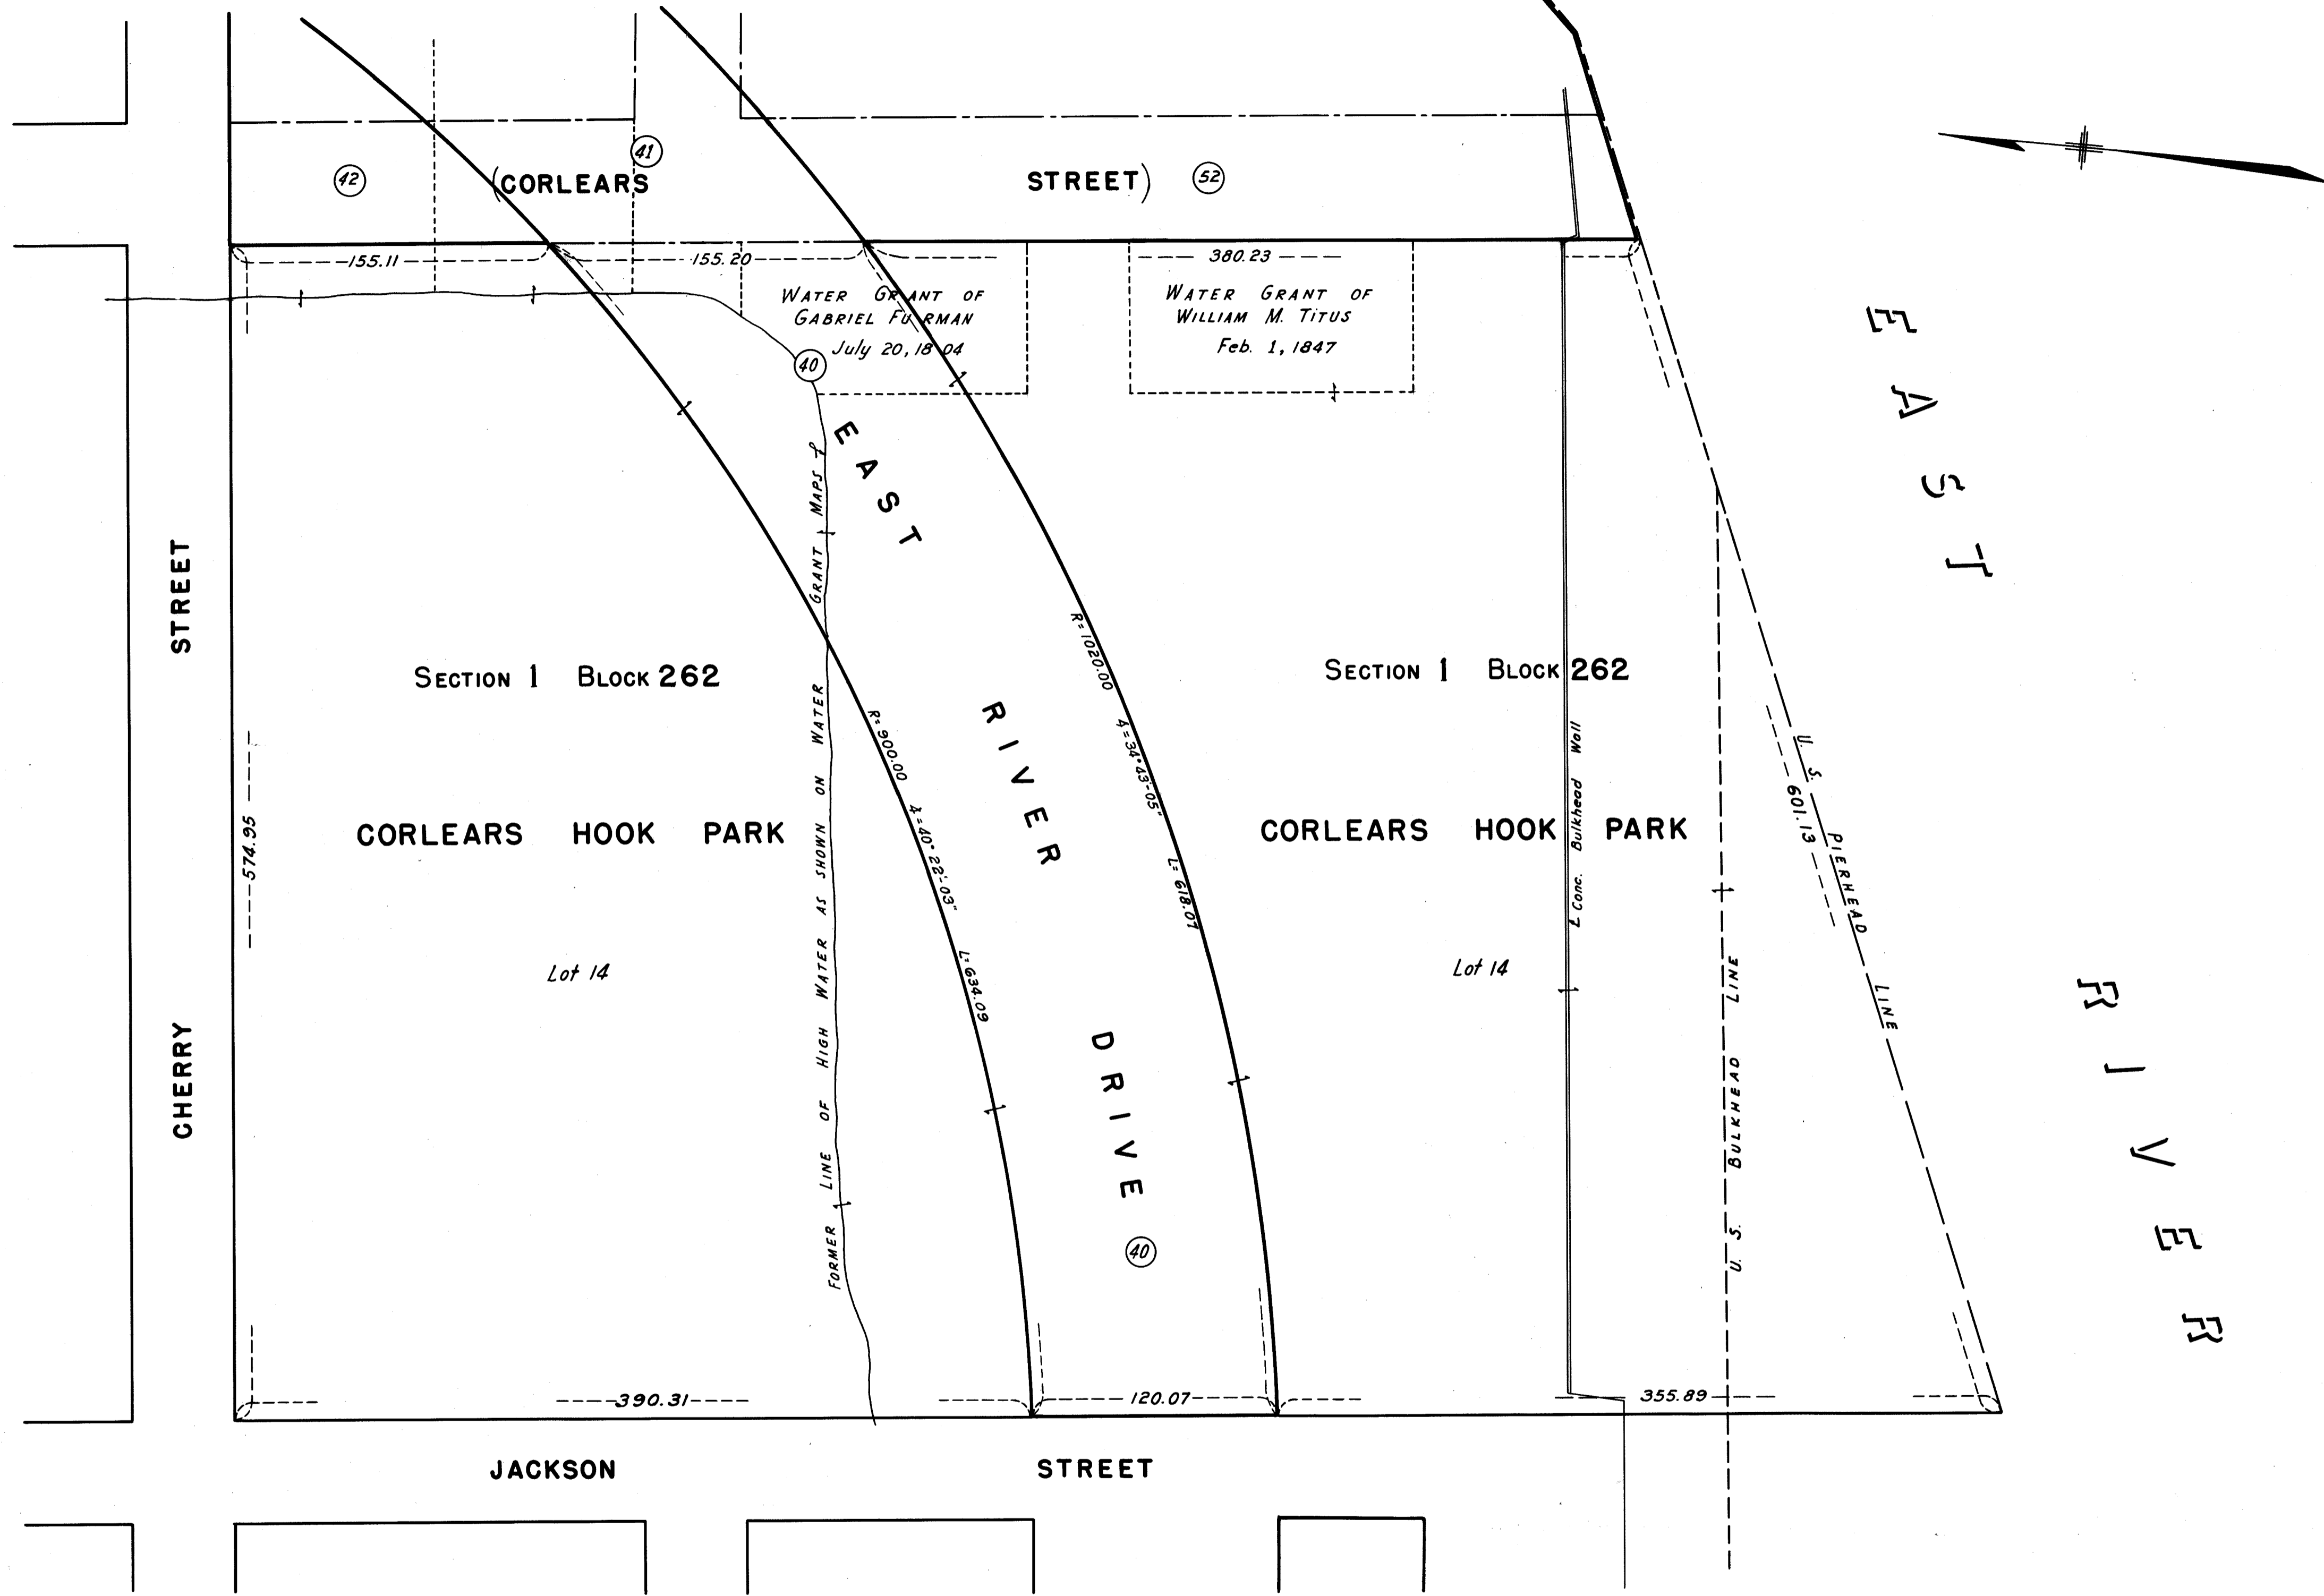 42
(CORLEARS
41
STREET)
52
155.11
155.20
380.23
WATER GRANT OF
GABRIEL FURMAN
July 20, 1804
WATER GRANT OF
WILLIAM M. TITUS
Feb. 1, 1847
40
EAST RIVER DRIVE
40
EAST RIVER
CHERRY STREET
574.95
SECTION 1 BLOCK 262
CORLEARS HOOK PARK
Lot 14
FORMER LINE OF HIGH WATER AS SHOWN ON WATER GRANT MAPS
R= 900.00 = 40° 22'-03" L= 634.09
R= 1020.00 = 34° 43'-05" L= 618.07
SECTION 1 BLOCK 262
CORLEARS HOOK PARK
Lot 14
Conc. Bulkhead Wall
U. S. BULKHEAD LINE
U. S. PIERHEAD LINE
601.13
390.31
120.07
355.89
JACKSON STREET